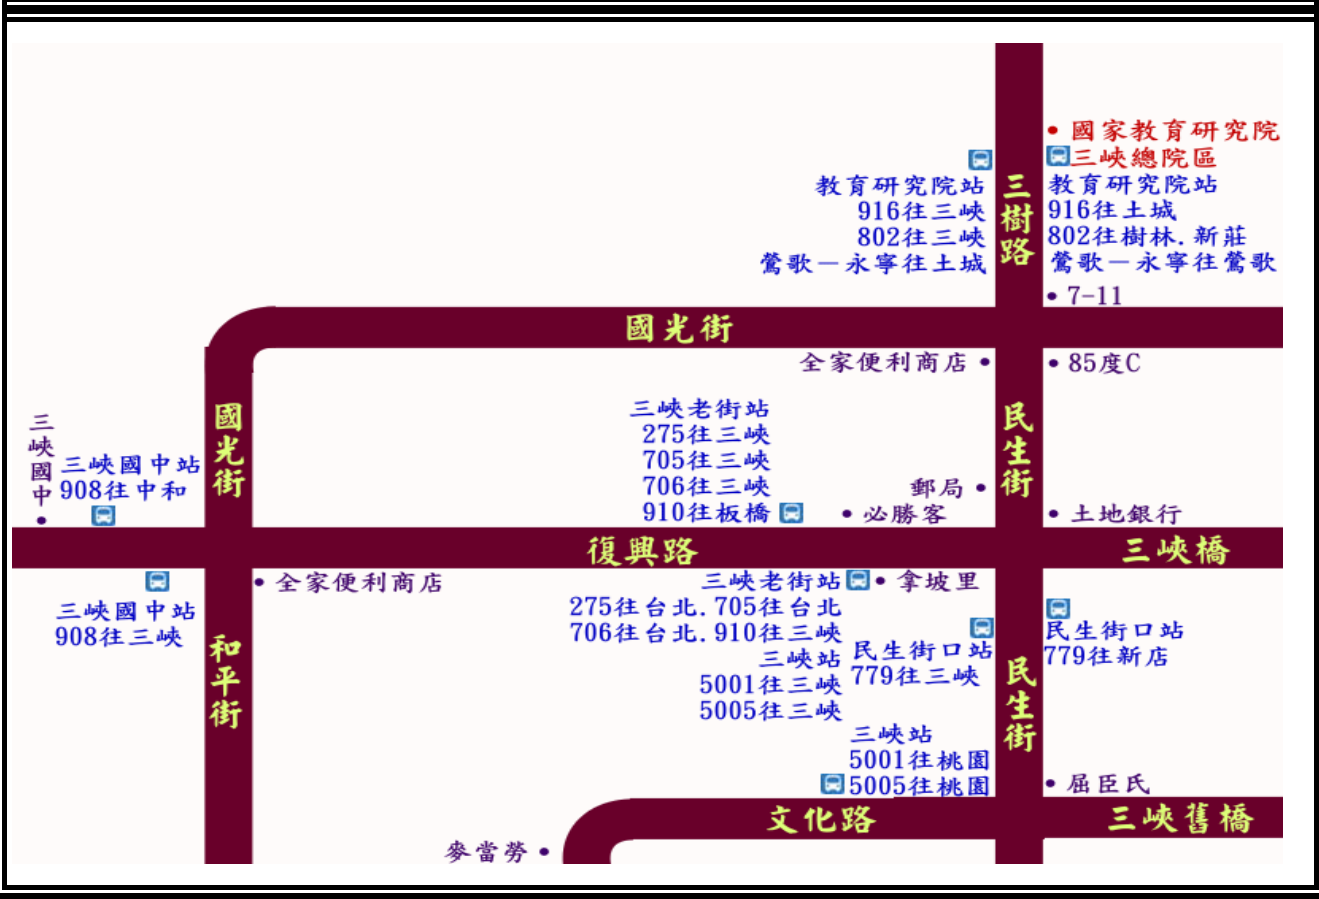 • 國家教育研究院
三峽總院區
教育研究院站
916往三峽
802往三峽
鶯歌－永寧往土城
三樹路
教育研究院站
916往土城
802往樹林.新莊
鶯歌－永寧往鶯歌
• 7-11
國光街
全家便利商店 •
• 85度C
三峽國中 •
三峽國中站
908往中和
國光街
三峽老街站
275往三峽
705往三峽
706往三峽
910往板橋
民生街
郵局 •
• 必勝客
• 土地銀行
復興路
三峽橋
三峽國中站
908往三峽
• 全家便利商店
和平街
三峽老街站
275往台北.705往台北
706往台北.910往三峽
三峽站
5001往三峽
5005往三峽
• 拿坡里
民生街口站
779往三峽
民生街口站
779往新店
民生街
三峽站
5001往桃園
5005往桃園
• 屈臣氏
文化路
三峽舊橋
麥當勞 •